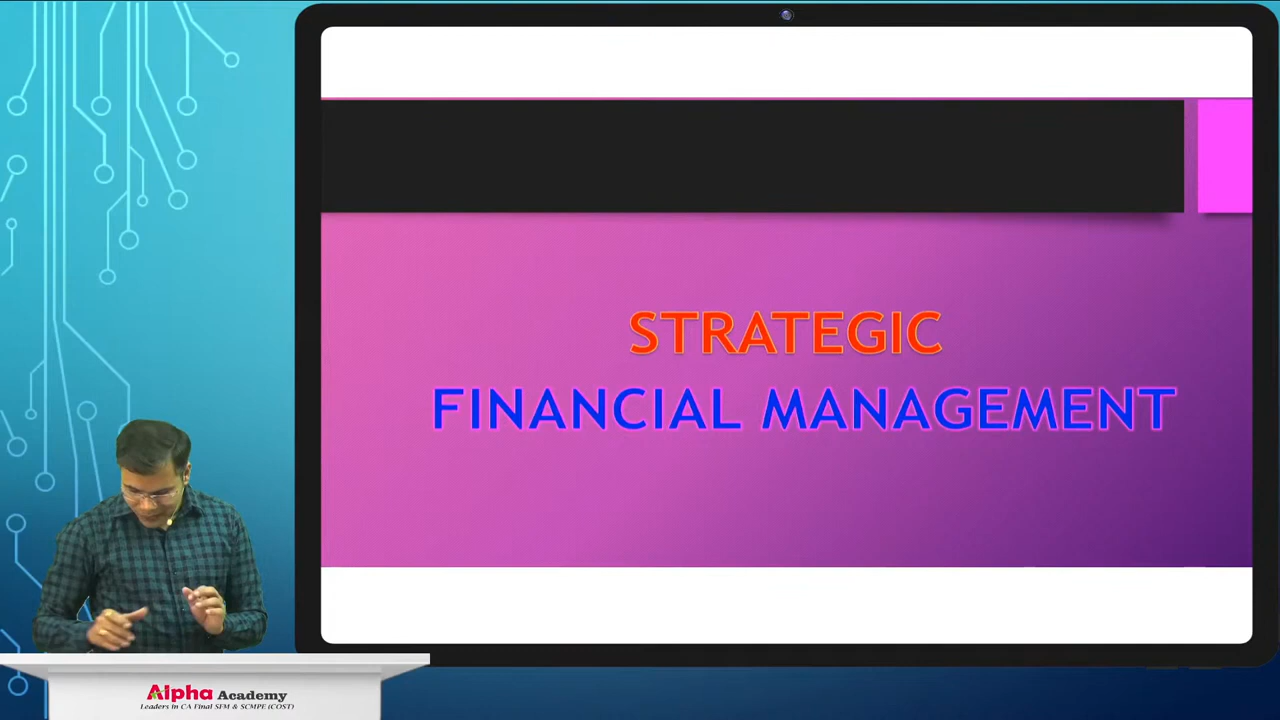 STRATEGIC
FINANCIAL MANAGEMENT
Alpha Academy
Leaders in CA Final SFM & SCMPE (COST)